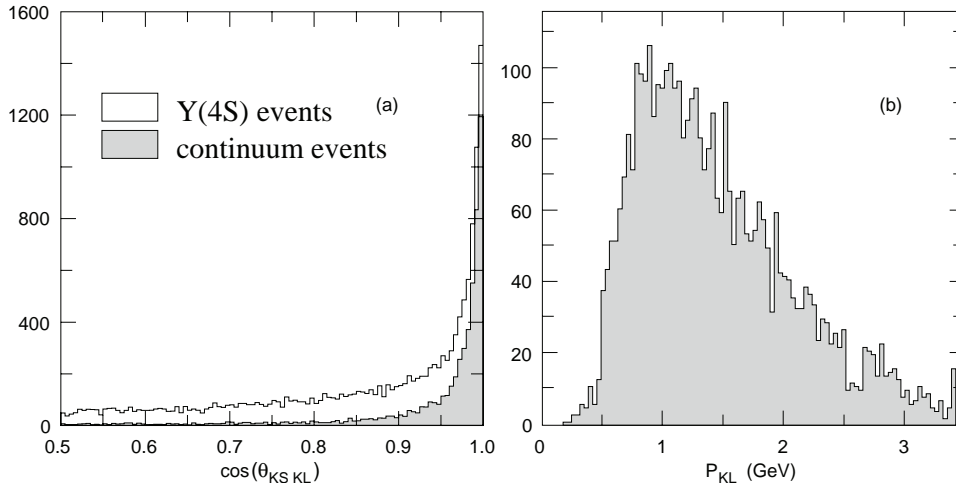 1600
1200
800
400
0
(a)
Υ(4S) events
continuum events
0.5 0.6 0.7 0.8 0.9 1.0
cos(θKS KL)
100
80
60
40
20
0
(b)
0 1 2 3
PKL (GeV)